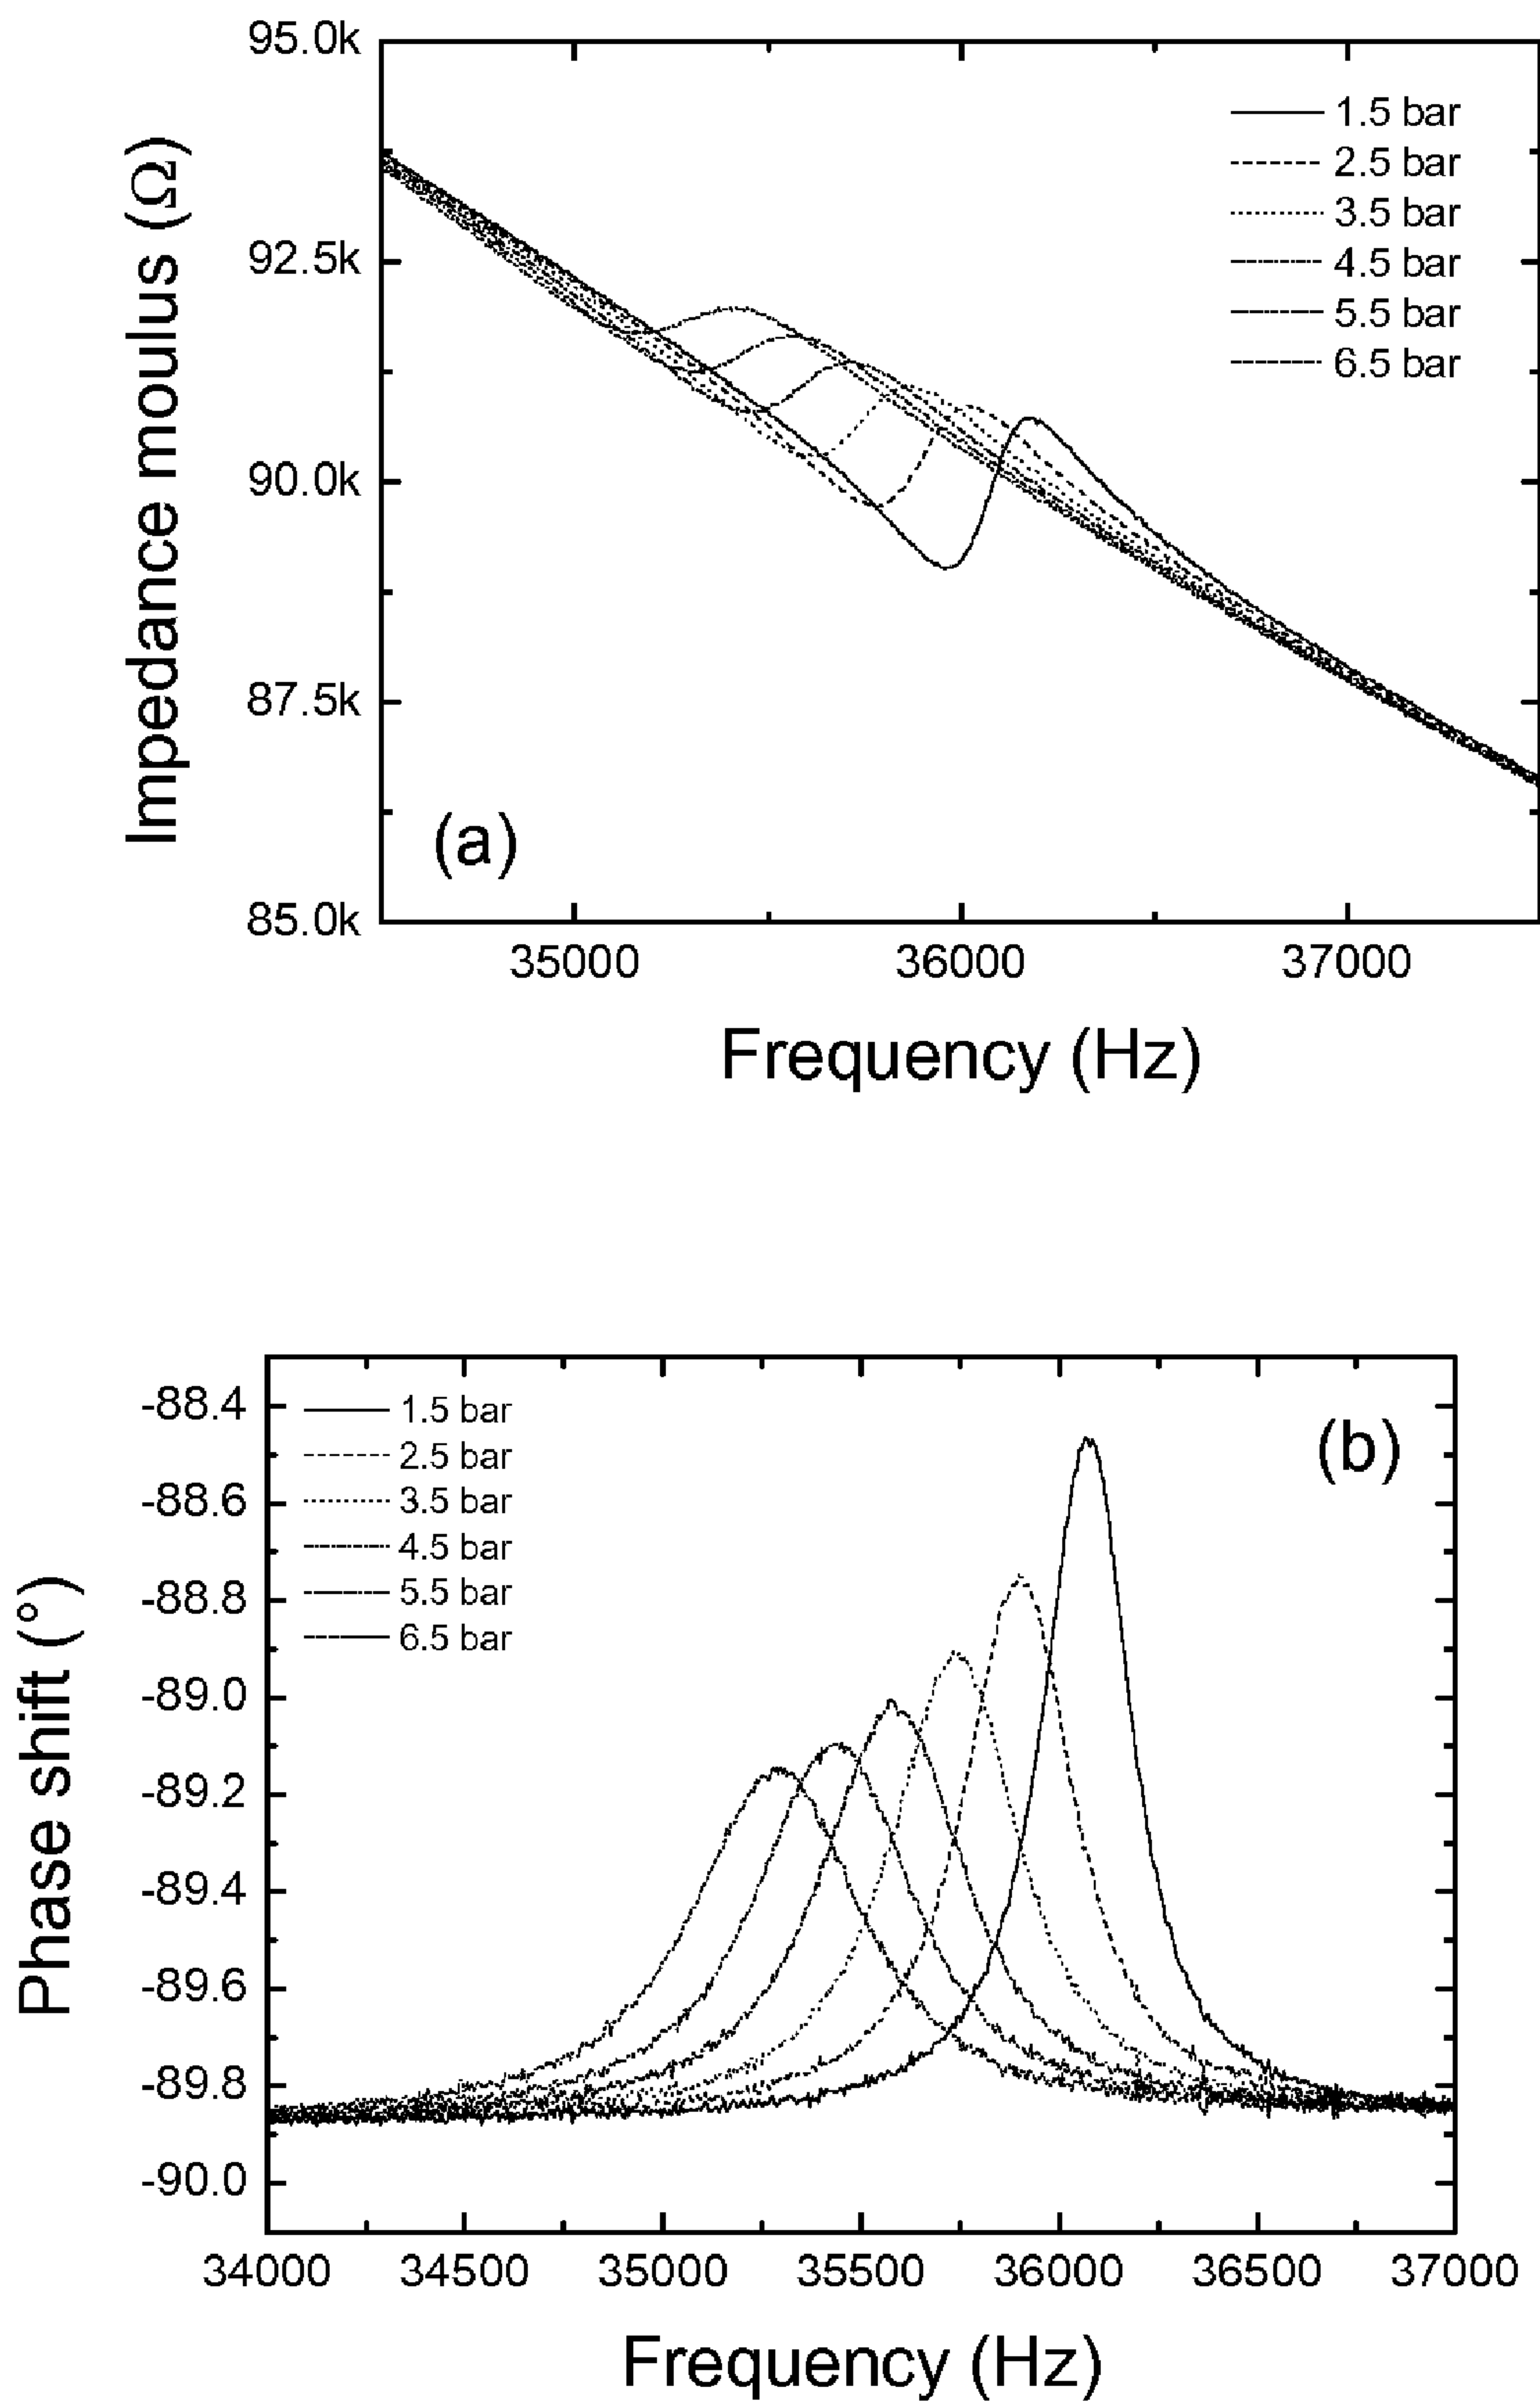 95.0k
92.5k
90.0k
87.5k
85.0k
Impedance moulus (Ω)
1.5 bar
2.5 bar
3.5 bar
4.5 bar
5.5 bar
6.5 bar
(a)
35000 36000 37000
Frequency (Hz)
-88.4
-88.6
-88.8
-89.0
-89.2
-89.4
-89.6
-89.8
-90.0
Phase shift (°)
1.5 bar
2.5 bar
3.5 bar
4.5 bar
5.5 bar
6.5 bar
(b)
34000 34500 35000 35500 36000 36500 37000
Frequency (Hz)